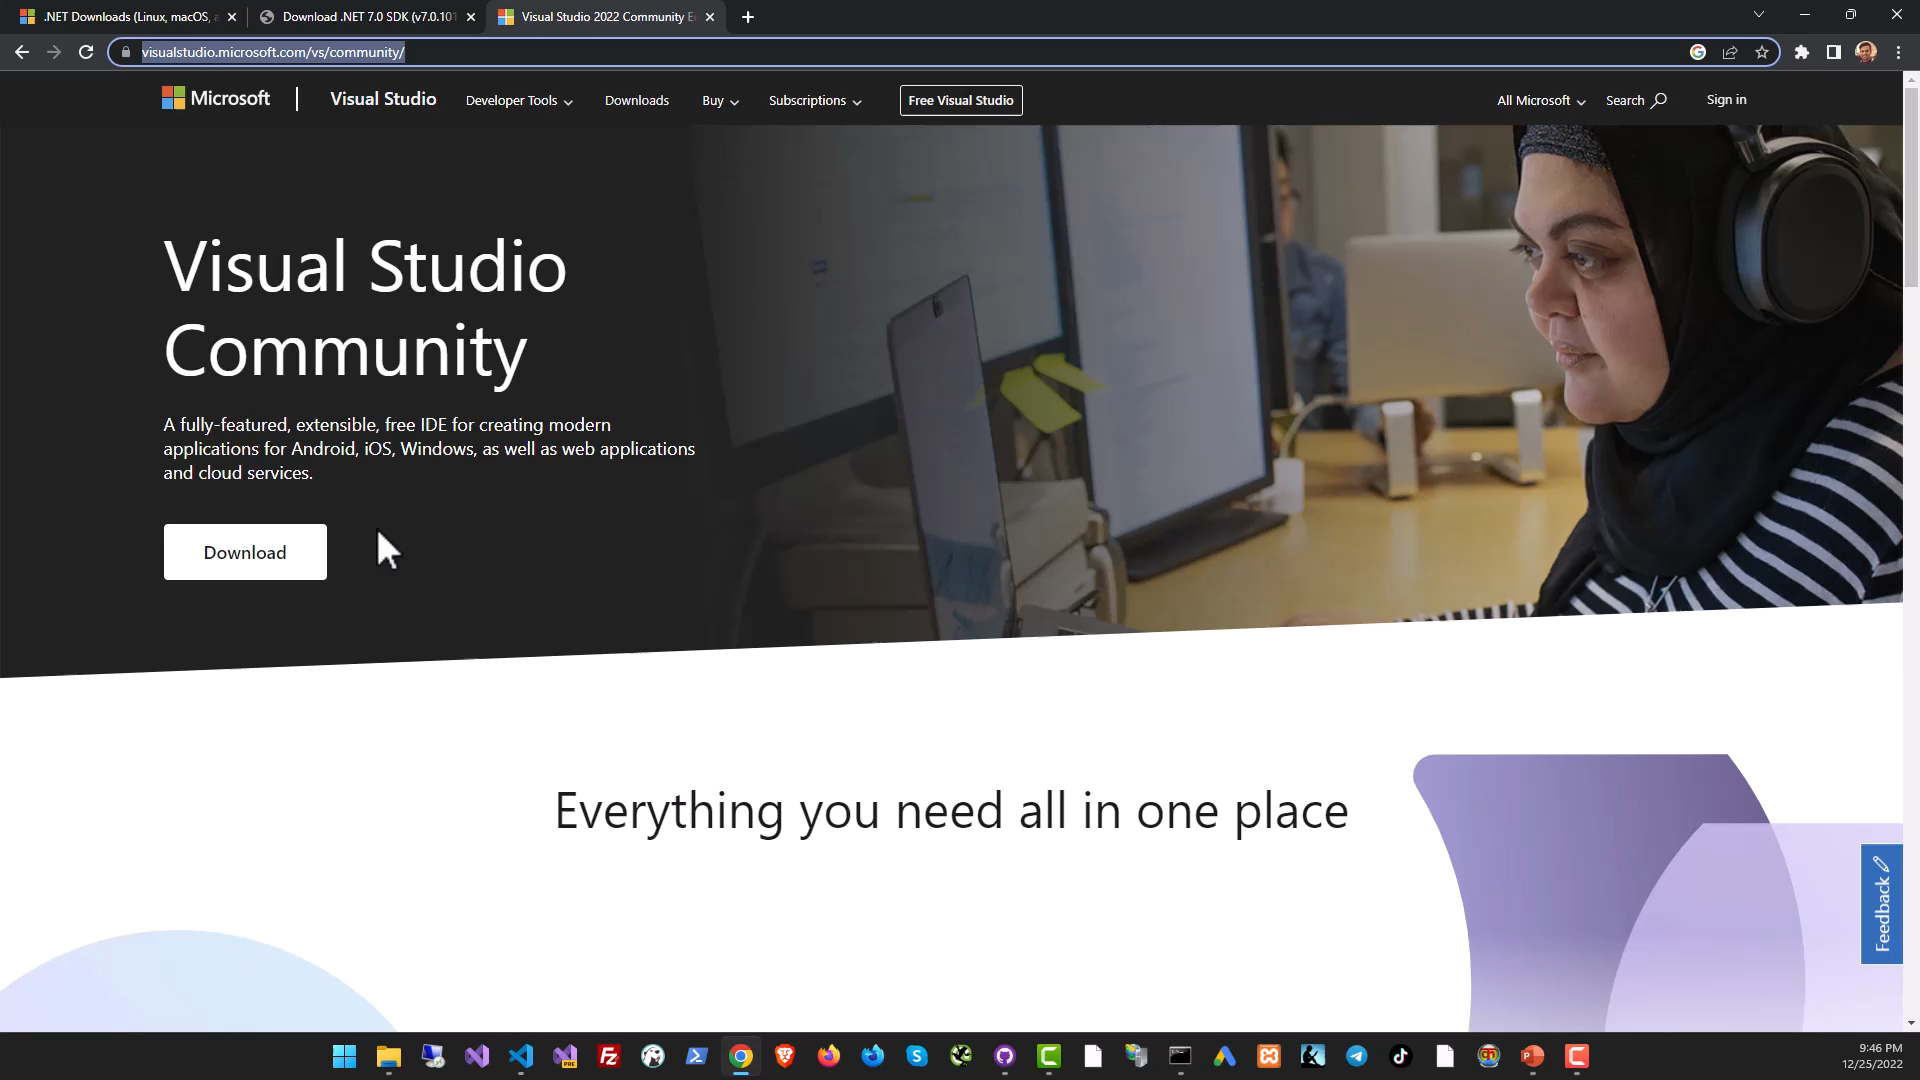 .NET Downloads (Linux, macOS, a
Download .NET 7.0 SDK (v7.0.101
Visual Studio 2022 Community E
visualstudio.microsoft.com/vs/community/
Microsoft
Visual Studio
Developer Tools
Downloads
Buy
Subscriptions
Free Visual Studio
All Microsoft
Search
Sign in
Visual Studio
Community
A fully-featured, extensible, free IDE for creating modern
applications for Android, iOS, Windows, as well as web applications
and cloud services.
Download
Everything you need all in one place
Feedback
PRE
9:46 PM
12/25/2022